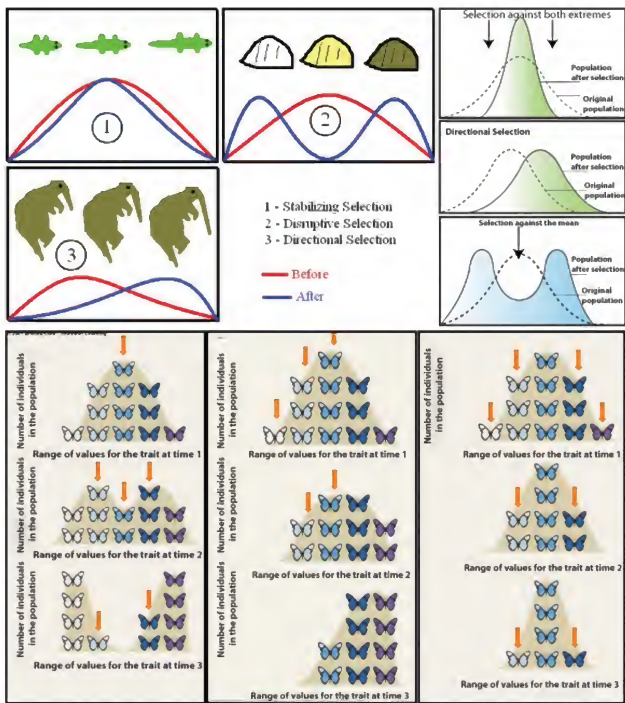 1
2
3
1 - Stabilizing Selection
2 - Disruptive Selection
3 - Directional Selection
Before
After
Selection against both extremes
Population
after selection
Original
population
Directional Selection
Population
after selection
Original
population
Selection against the mean
Population
after selection
Original
population
Number of individuals
in the population
Range of values for the trait at time 1
Number of individuals
in the population
Range of values for the trait at time 2
Number of individuals
in the population
Range of values for the trait at time 3
Number of individuals
in the population
Range of values for the trait at time 1
Number of individuals
in the population
Range of values for the trait at time 2
Number of individuals
in the population
Range of values for the trait at time 3
Number of individuals
in the population
Range of values for the trait at time 1
Range of values for the trait at time 2
Range of values for the trait at time 3